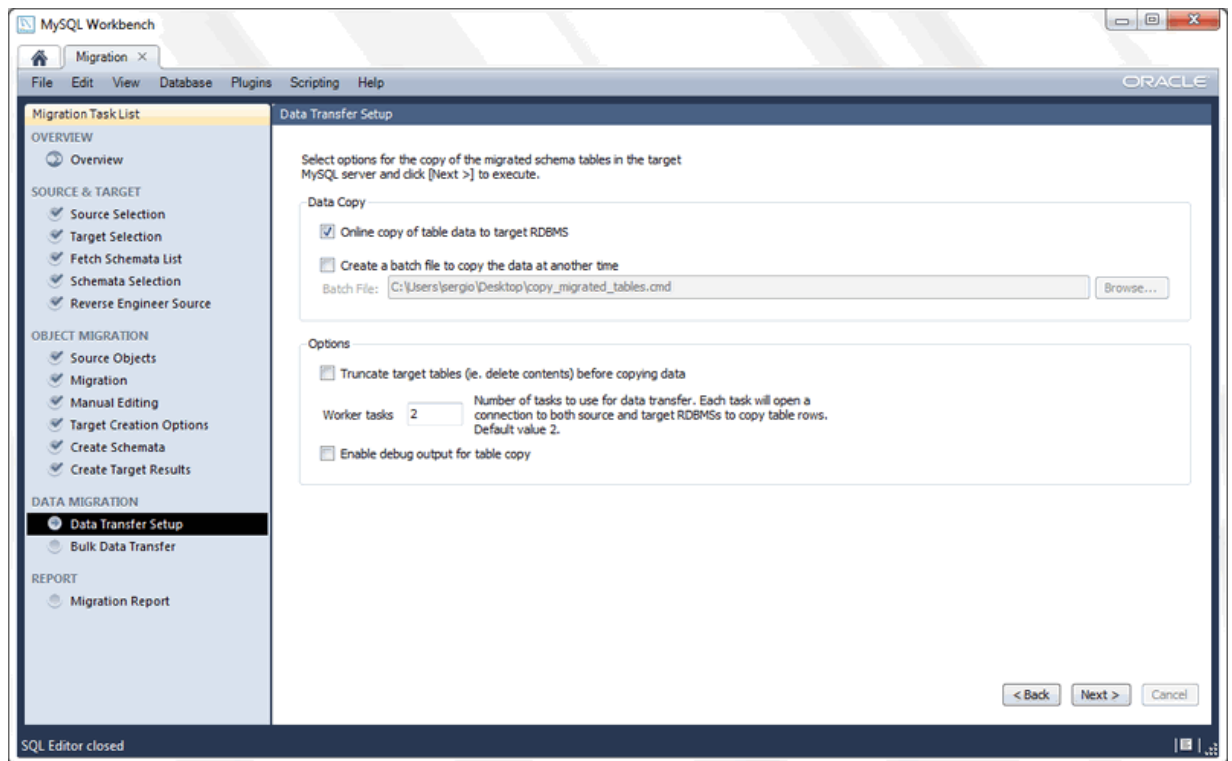 MySQL Workbench
Migration
File Edit View Database Plugins Scripting Help
ORACLE
Migration Task List
OVERVIEW
Overview
SOURCE & TARGET
Source Selection
Target Selection
Fetch Schemata List
Schemata Selection
Reverse Engineer Source
OBJECT MIGRATION
Source Objects
Migration
Manual Editing
Target Creation Options
Create Schemata
Create Target Results
DATA MIGRATION
Data Transfer Setup
Bulk Data Transfer
REPORT
Migration Report
Data Transfer Setup
Select options for the copy of the migrated schema tables in the target
MySQL server and click [Next >] to execute.
Data Copy
Online copy of table data to target RDBMS
Create a batch file to copy the data at another time
Batch File: C:\Users\sergio\Desktop\copy_migrated_tables.cmd Browse...
Options
Truncate target tables (ie. delete contents) before copying data
Worker tasks 2
Number of tasks to use for data transfer. Each task will open a
connection to both source and target RDBMSs to copy table rows.
Default value 2.
Enable debug output for table copy
< Back Next > Cancel
SQL Editor closed